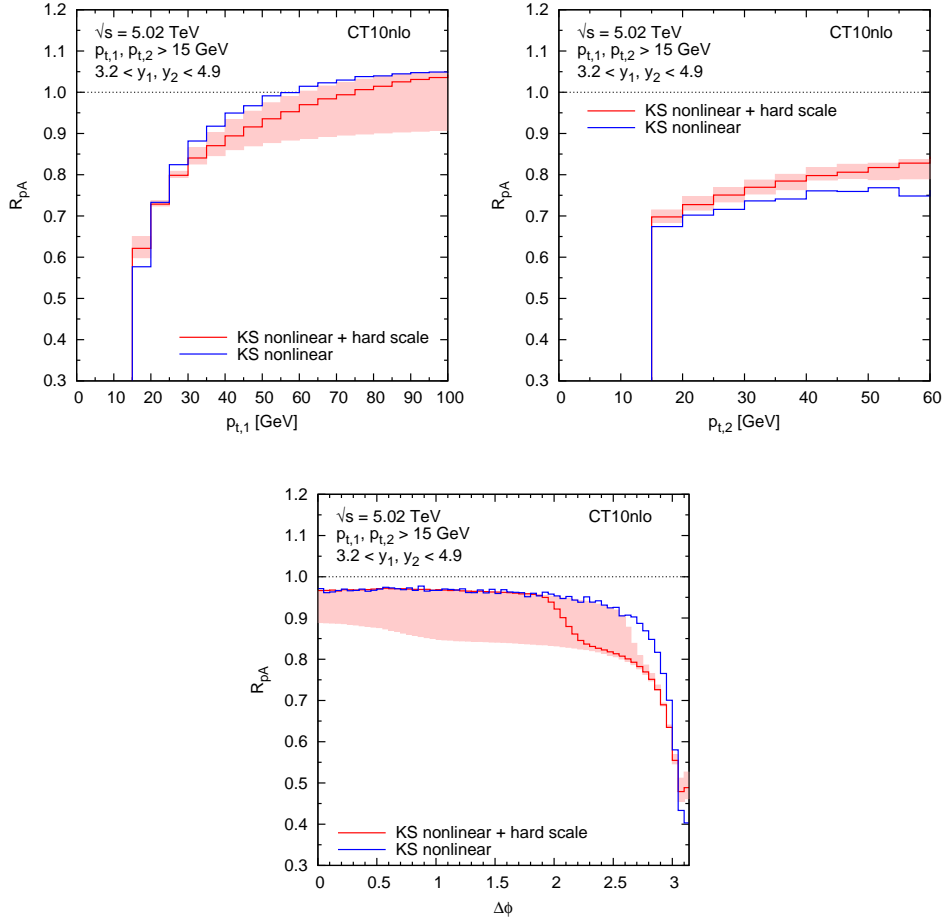 √s = 5.02 TeV CT10nlo
p_t,1, p_t,2 > 15 GeV
3.2 < y_1, y_2 < 4.9
KS nonlinear + hard scale
KS nonlinear
R_pA
1.2
1.1
1.0
0.9
0.8
0.7
0.6
0.5
0.4
0.3
0 10 20 30 40 50 60 70 80 90 100
p_t,1 [GeV]
√s = 5.02 TeV CT10nlo
p_t,1, p_t,2 > 15 GeV
3.2 < y_1, y_2 < 4.9
KS nonlinear + hard scale
KS nonlinear
R_pA
1.2
1.1
1.0
0.9
0.8
0.7
0.6
0.5
0.4
0.3
0 10 20 30 40 50 60
p_t,2 [GeV]
√s = 5.02 TeV CT10nlo
p_t,1, p_t,2 > 15 GeV
3.2 < y_1, y_2 < 4.9
KS nonlinear + hard scale
KS nonlinear
R_pA
1.2
1.1
1.0
0.9
0.8
0.7
0.6
0.5
0.4
0.3
0 0.5 1 1.5 2 2.5 3
Δϕ